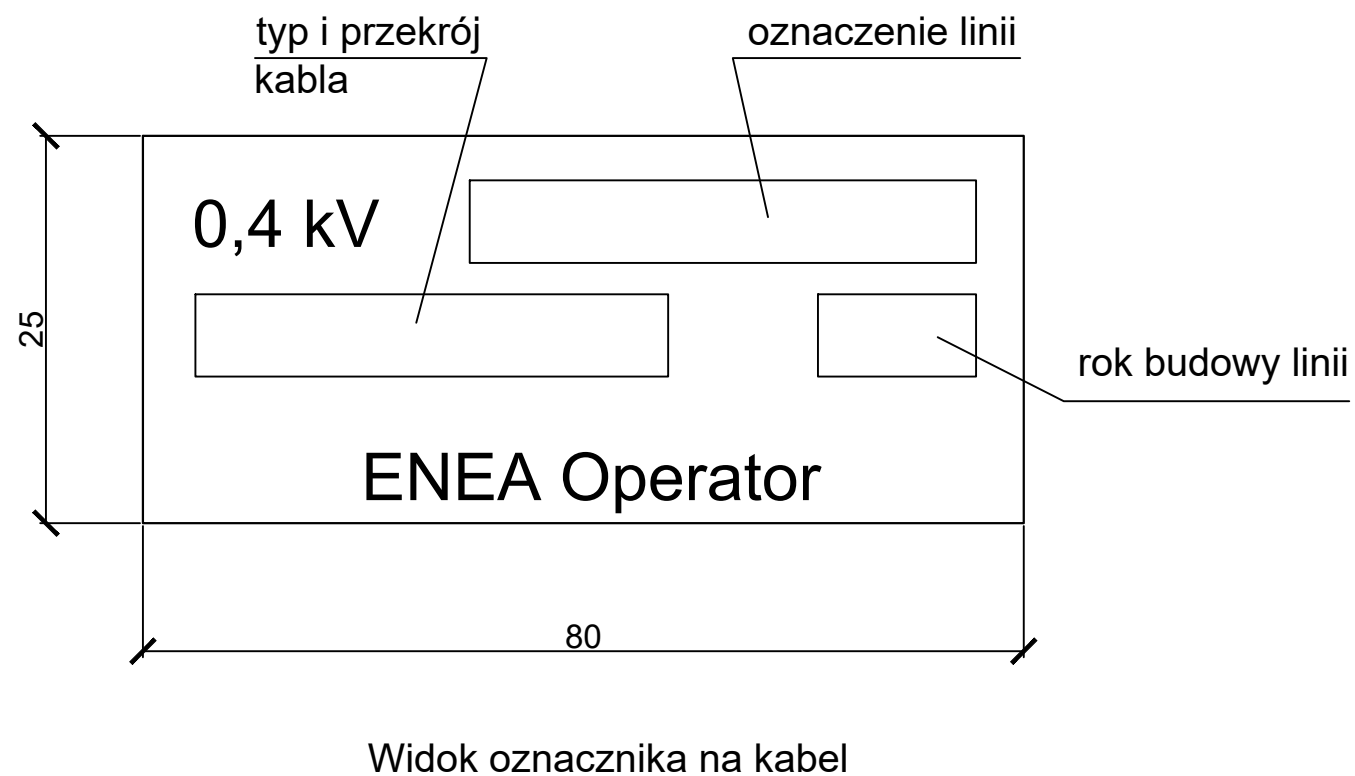 typ i przekrój
kabla
oznaczenie linii
0,4 kV
25
rok budowy linii
ENEA Operator
80
Widok oznacznika na kabel